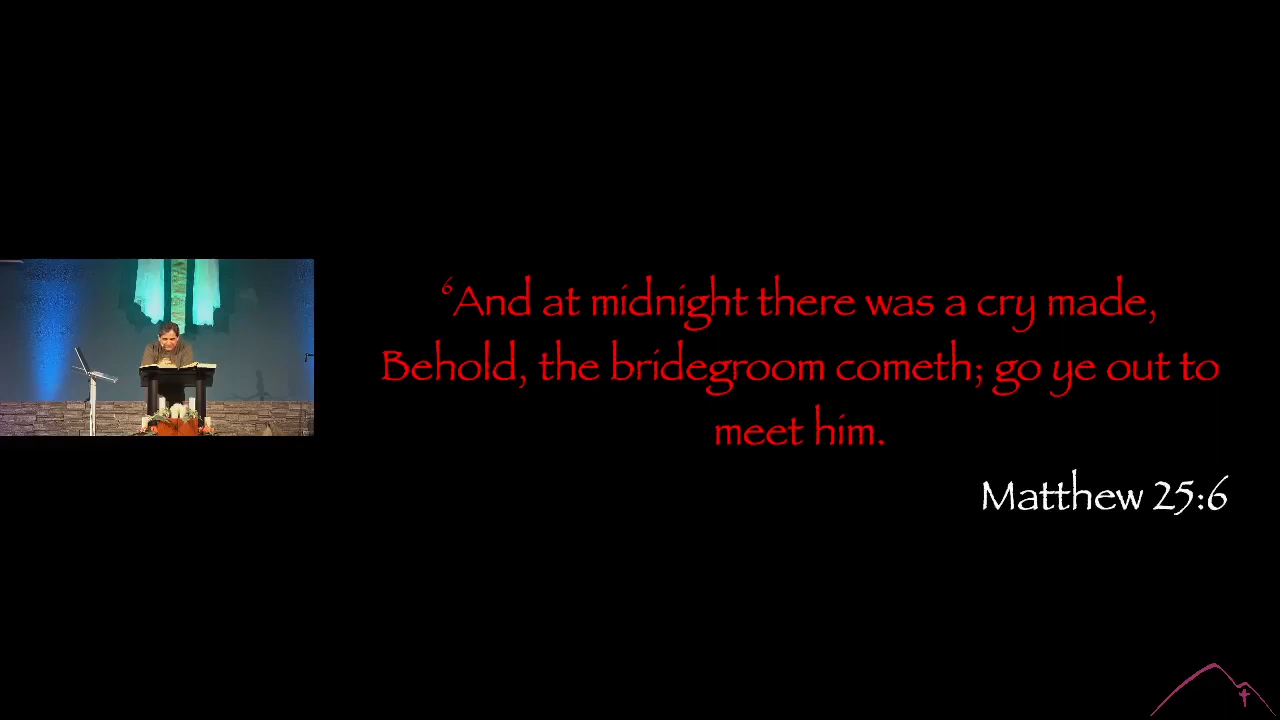 ⁶And at midnight there was a cry made,
Behold, the bridegroom cometh; go ye out to
meet him.
Matthew 25:6